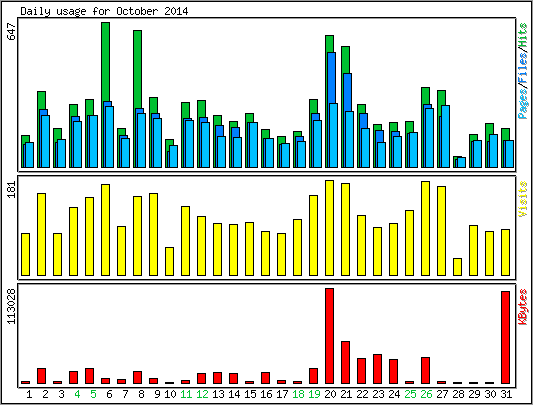 Daily usage for October 2014
647
Pages/Files/Hits
181
Visits
113028
KBytes
1 2 3 4 5 6 7 8 9 10 11 12 13 14 15 16 17 18 19 20 21 22 23 24 25 26 27 28 29 30 31